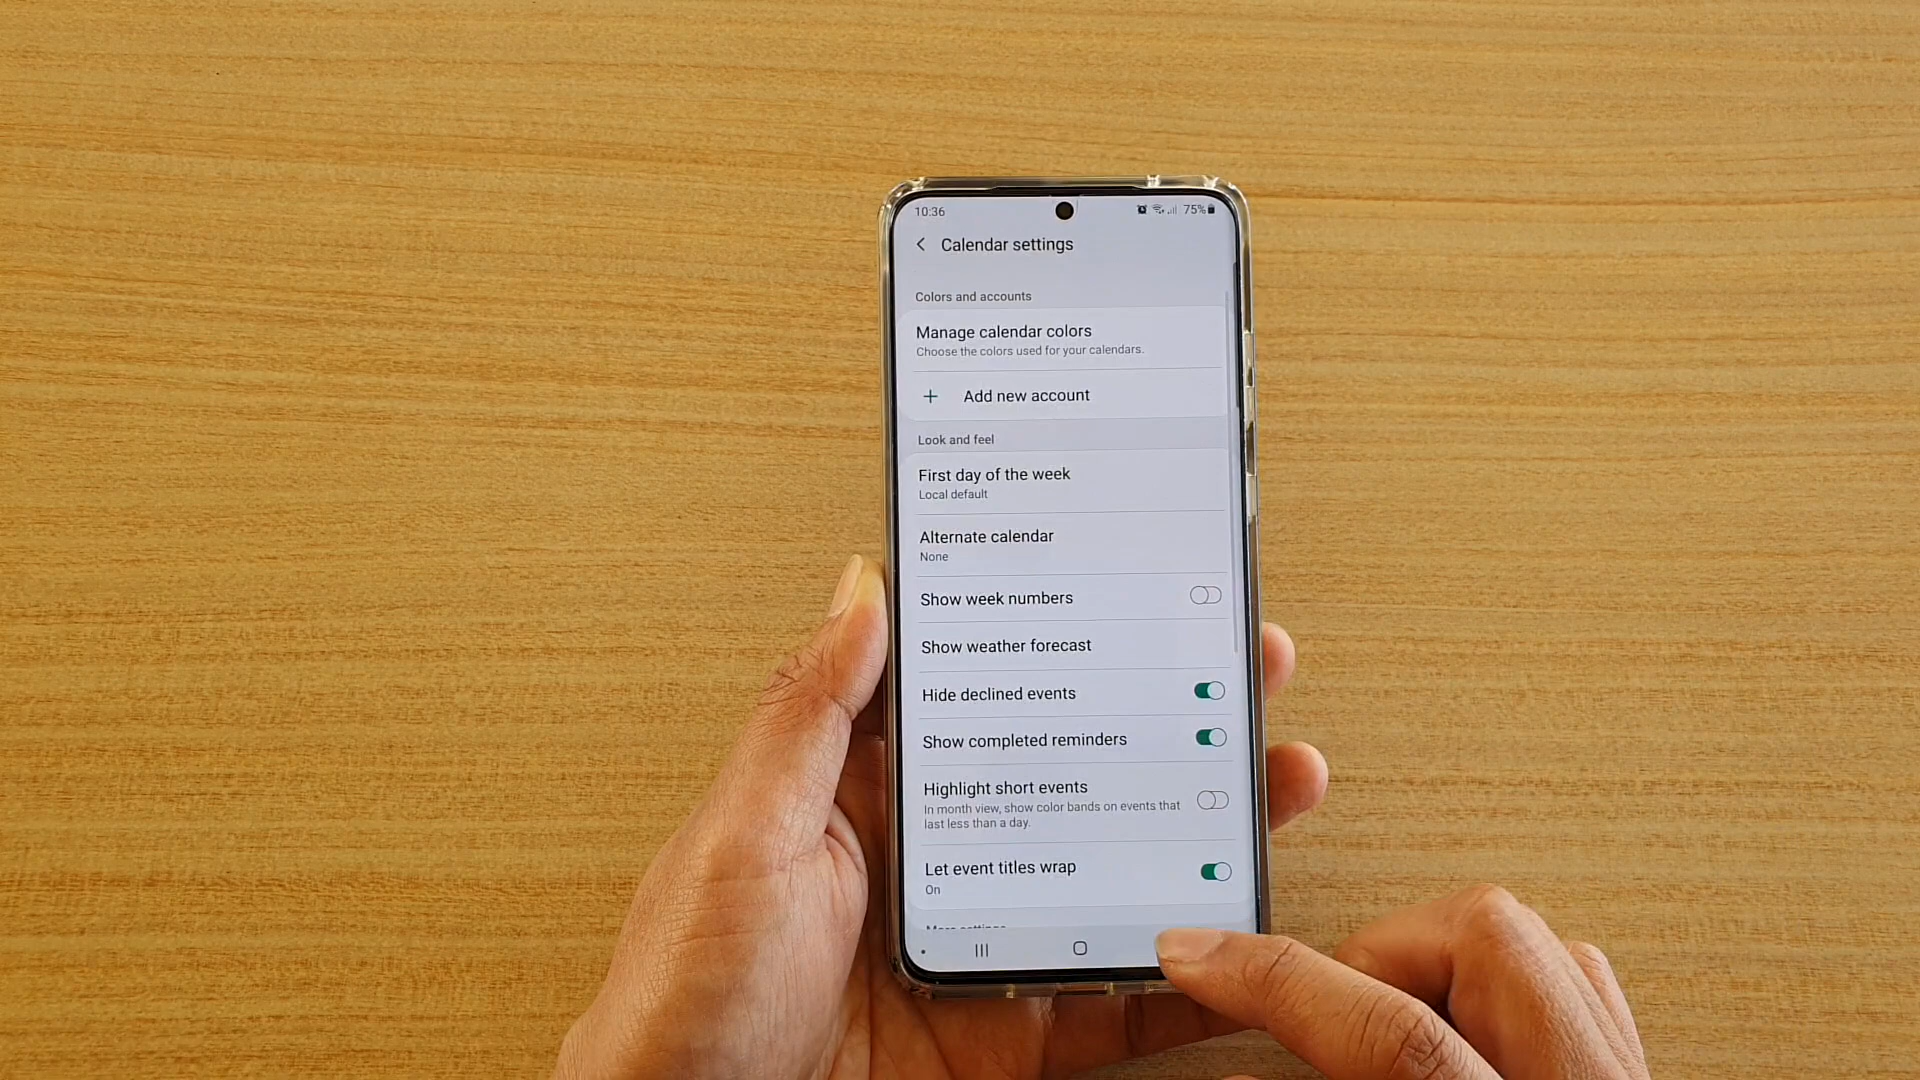 10:36
75%
Calendar settings
Colors and accounts
Manage calendar colors
Choose the colors used for your calendars.
+ Add new account
Look and feel
First day of the week
Local default
Alternate calendar
None
Show week numbers
Show weather forecast
Hide declined events
Show completed reminders
Highlight short events
In month view, show color bands on events that
last less than a day.
Let event titles wrap
On